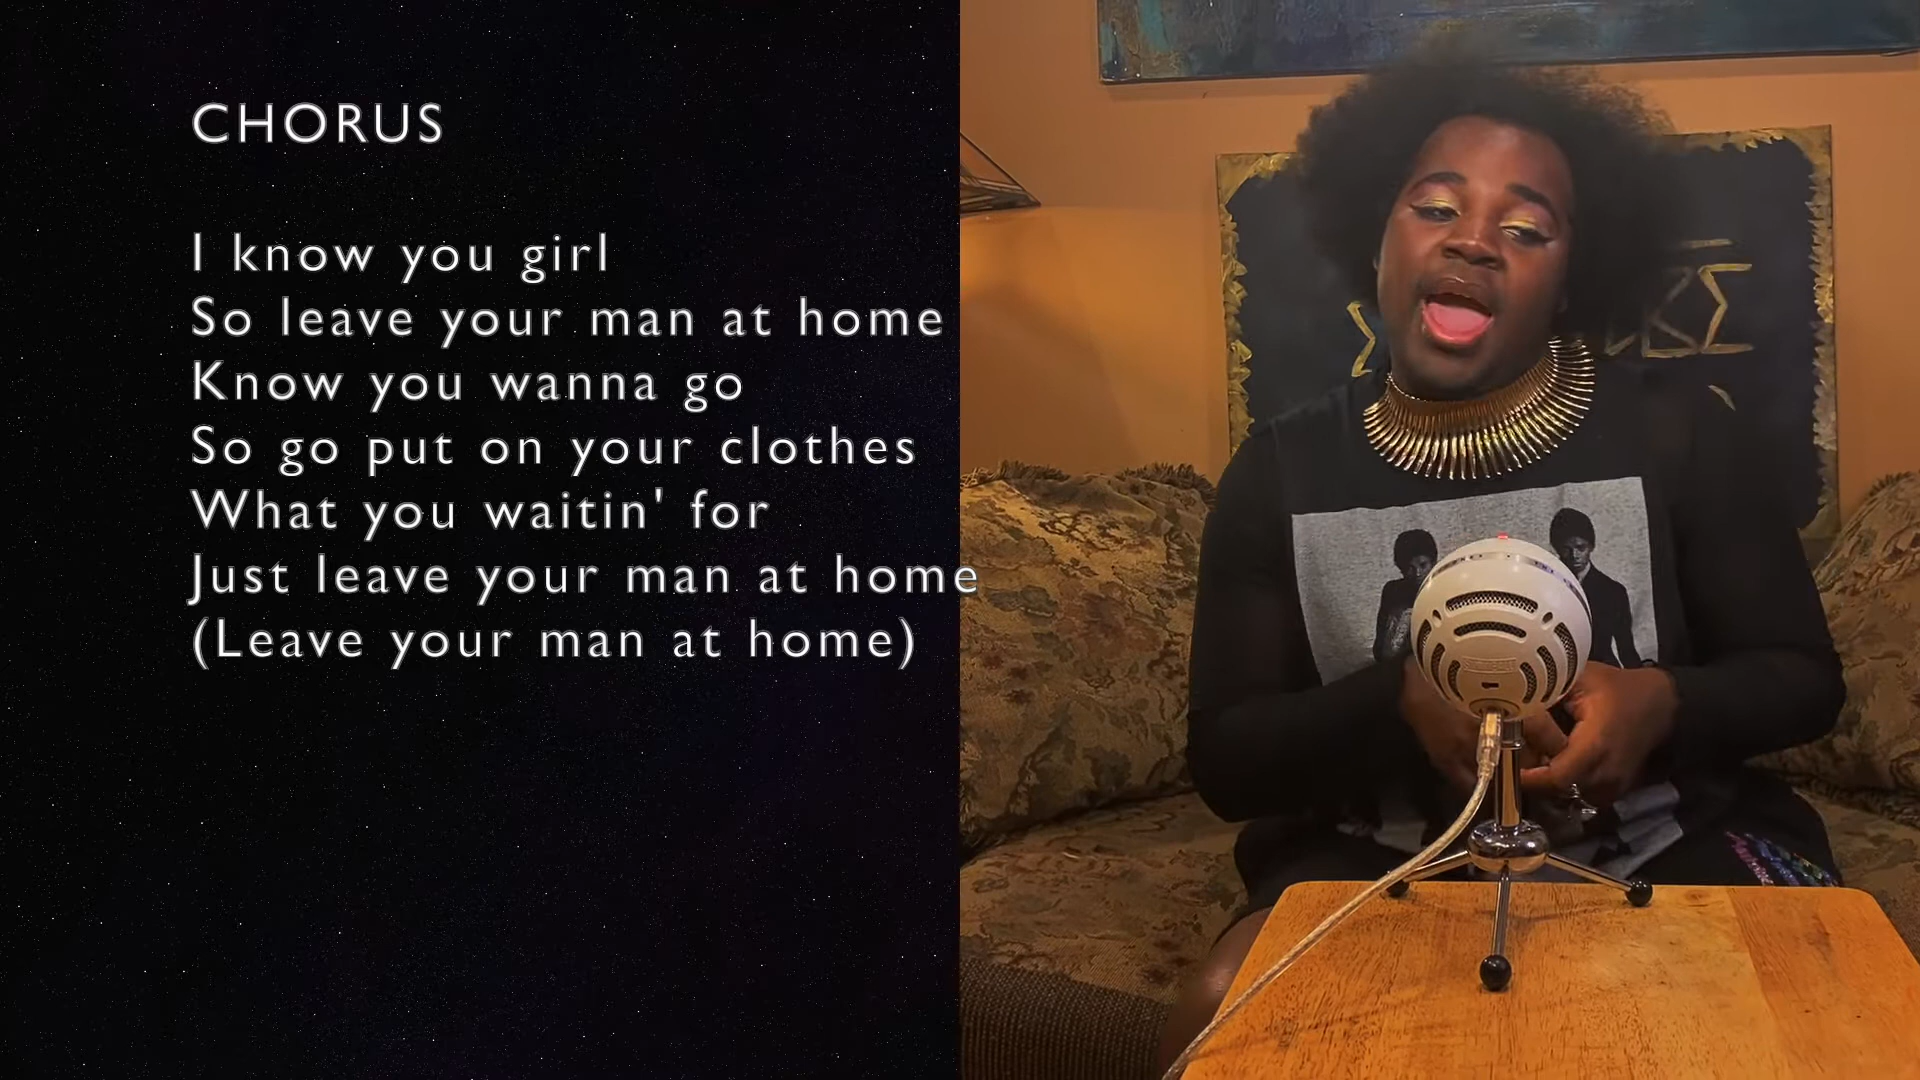 CHORUS
I know you girl
So leave your man at home
Know you wanna go
So go put on your clothes
What you waitin' for
Just leave your man at home
(Leave your man at home)